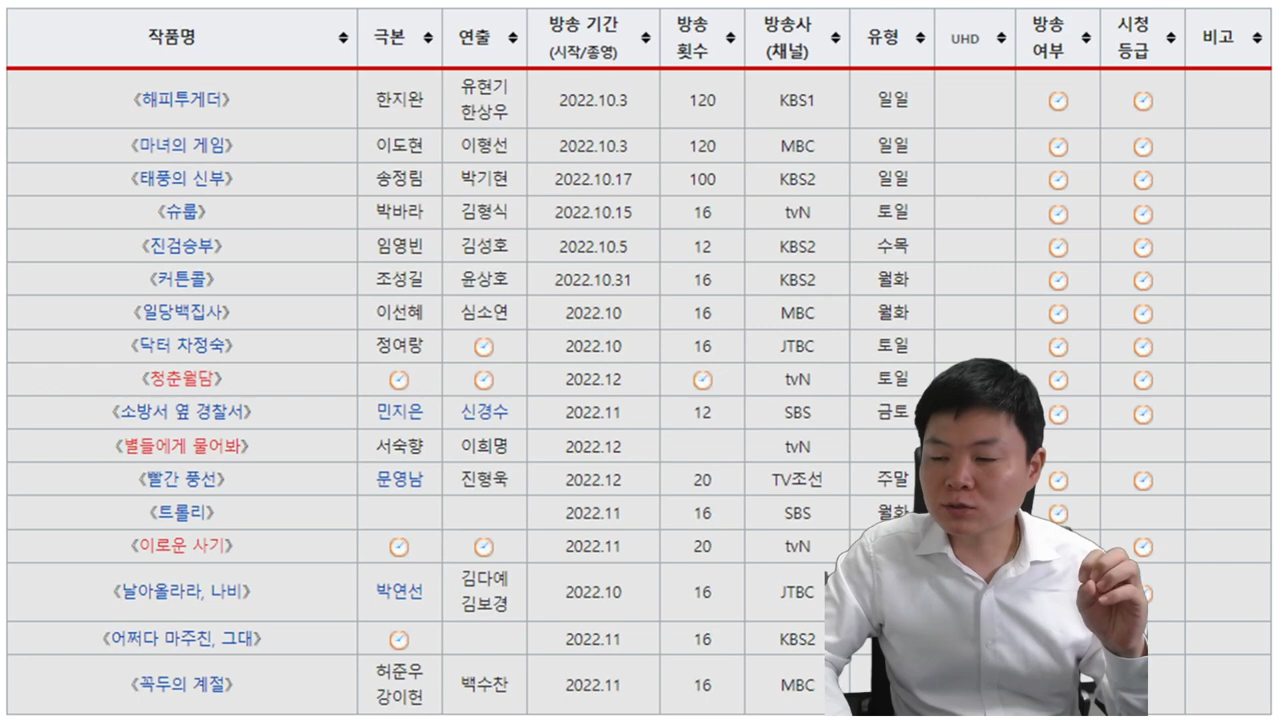 작품명 극본 연출 방송 기간 (시작/종영) 방송 횟수 방송사 (채널) 유형 UHD 방송 여부 시청 등급 비고
《해피투게더》 한지완 유현기 한상우 2022.10.3 120 KBS1 일일
《마녀의 게임》 이도현 이형선 2022.10.3 120 MBC 일일
《태풍의 신부》 송정림 박기현 2022.10.17 100 KBS2 일일
《슈룹》 박바라 김형식 2022.10.15 16 tvN 토일
《진검승부》 임영빈 김성호 2022.10.5 12 KBS2 수목
《커튼콜》 조성걸 윤상호 2022.10.31 16 KBS2 월화
《일당백집사》 이선혜 심소연 2022.10 16 MBC 월화
《닥터 차정숙》 정여랑 2022.10 16 JTBC 토일
《청춘월담》 2022.12 tvN 토일
《소방서 옆 경찰서》 민지은 신경수 2022.11 12 SBS 금토
《별들에게 물어봐》 서숙향 이희명 2022.12 tvN
《빨간 풍선》 문영남 진형욱 2022.12 20 TV조선 주말
《트롤리》 2022.11 16 SBS 월화
《이로운 사기》 2022.11 20 tvN
《날아올라라, 나비》 박연선 김다예 김보경 2022.10 16 JTBC
《어쩌다 마주친, 그대》 2022.11 16 KBS2
《꼭두의 계절》 허준우 강이헌 백수찬 2022.11 16 MBC